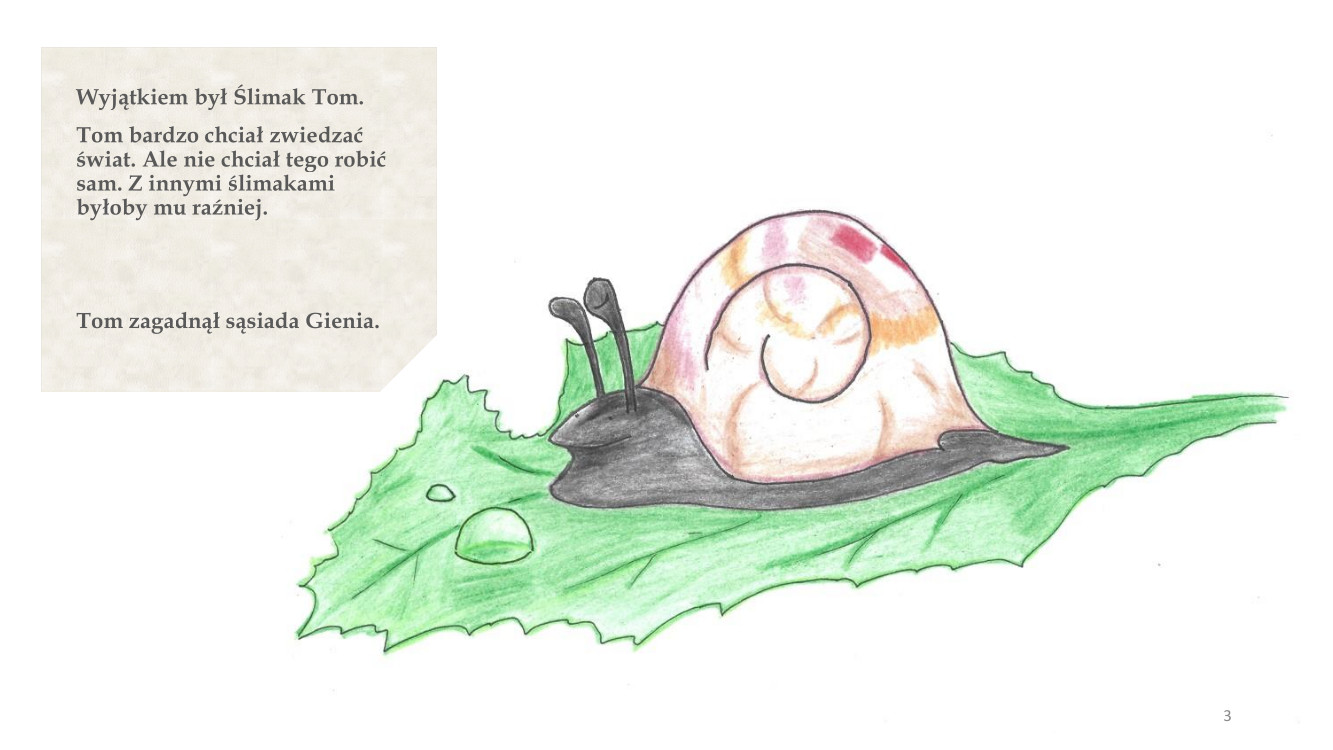 Wyjątkiem był Ślimak Tom.
Tom bardzo chciał zwiedzać
świat. Ale nie chciał tego robić
sam. Z innymi ślimakami
byłoby mu raźniej.
Tom zagadnął sąsiada Gienia.
3